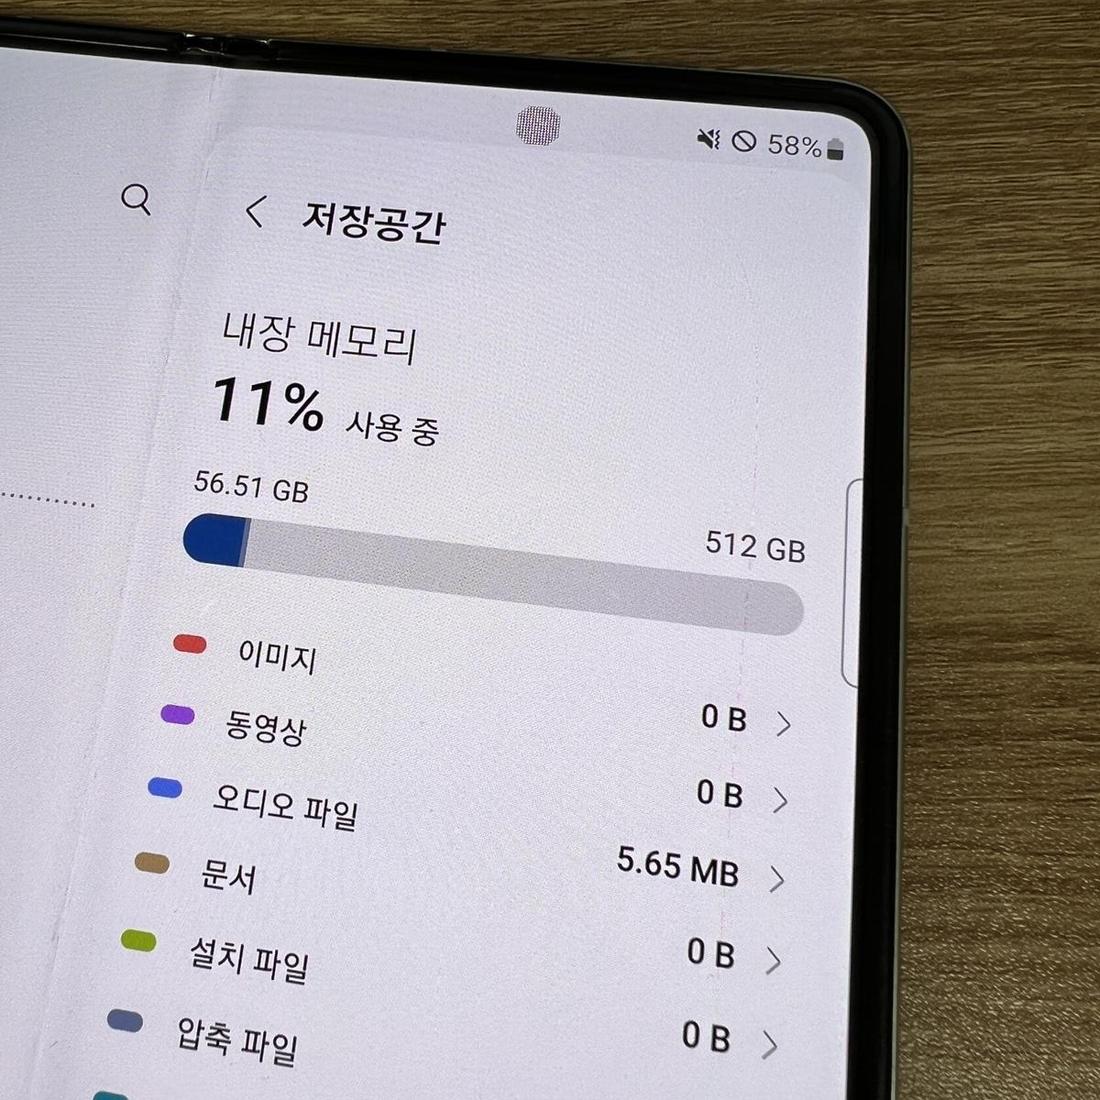 58%
저장공간
내장 메모리
11% 사용 중
56.51 GB
512 GB
이미지 0 B
동영상 0 B
오디오 파일 5.65 MB
문서 0 B
설치 파일 0 B
압축 파일